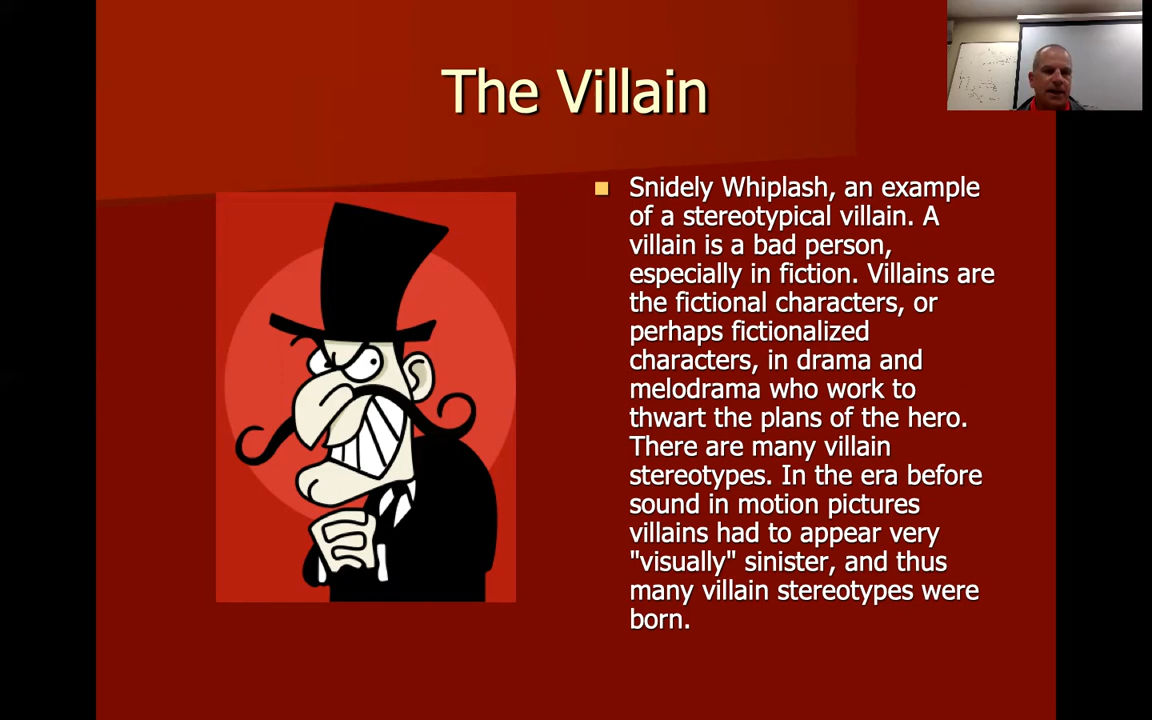 The Villain
Snidely Whiplash, an example
of a stereotypical villain. A
villain is a bad person,
especially in fiction. Villains are
the fictional characters, or
perhaps fictionalized
characters, in drama and
melodrama who work to
thwart the plans of the hero.
There are many villain
stereotypes. In the era before
sound in motion pictures
villains had to appear very
"visually" sinister, and thus
many villain stereotypes were
born.